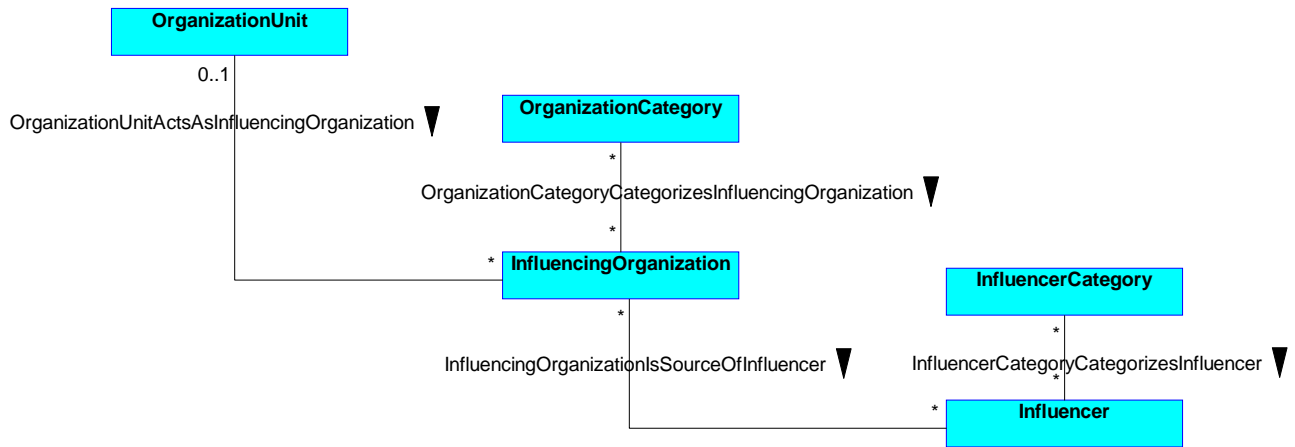 OrganizationUnit
0..1
OrganizationUnitActsAsInfluencingOrganization
OrganizationCategory
*
OrganizationCategoryCategorizesInfluencingOrganization
*
*
InfluencingOrganization
InfluencerCategory
*
*
InfluencingOrganizationIsSourceOfInfluencer
InfluencerCategoryCategorizesInfluencer
*
*
Influencer